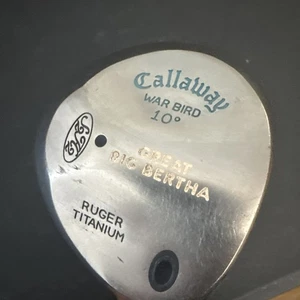 Callaway
WAR BIRD
10°
GREAT
BIG BERTHA
RUGER
TITANIUM